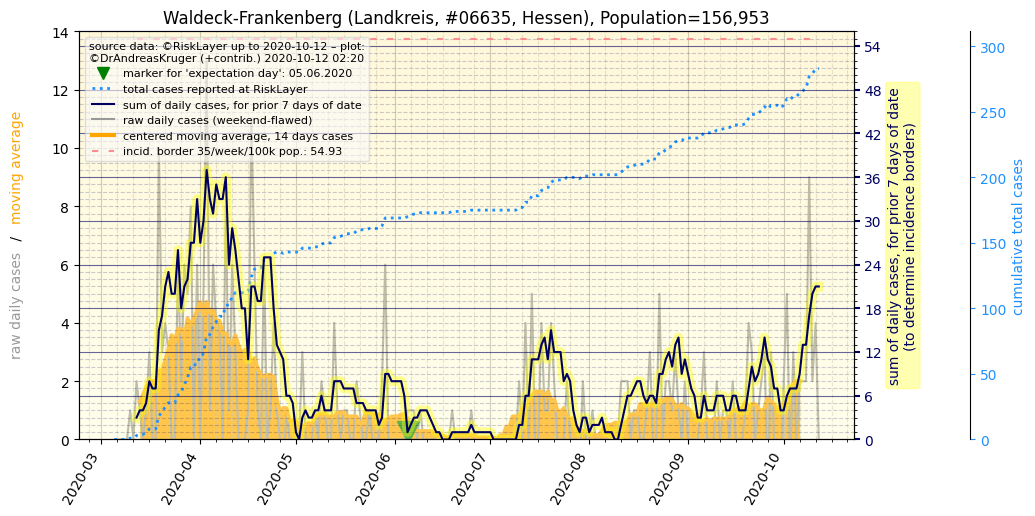 Waldeck-Frankenberg (Landkreis, #06635, Hessen), Population=156,953
source data: ©RiskLayer up to 2020-10-12 – plot:
©DrAndreasKruger (+contrib.) 2020-10-12 02:20
marker for 'expectation day': 05.06.2020
total cases reported at RiskLayer
sum of daily cases, for prior 7 days of date
raw daily cases (weekend-flawed)
centered moving average, 14 days cases
incid. border 35/week/100k pop.: 54.93
raw daily cases / moving average
14
12
10
8
6
4
2
0
54
48
42
36
30
24
18
12
6
0
sum of daily cases, for prior 7 days of date
(to determine incidence borders)
300
250
200
150
100
50
0
cumulative total cases
2020-03
2020-04
2020-05
2020-06
2020-07
2020-08
2020-09
2020-10